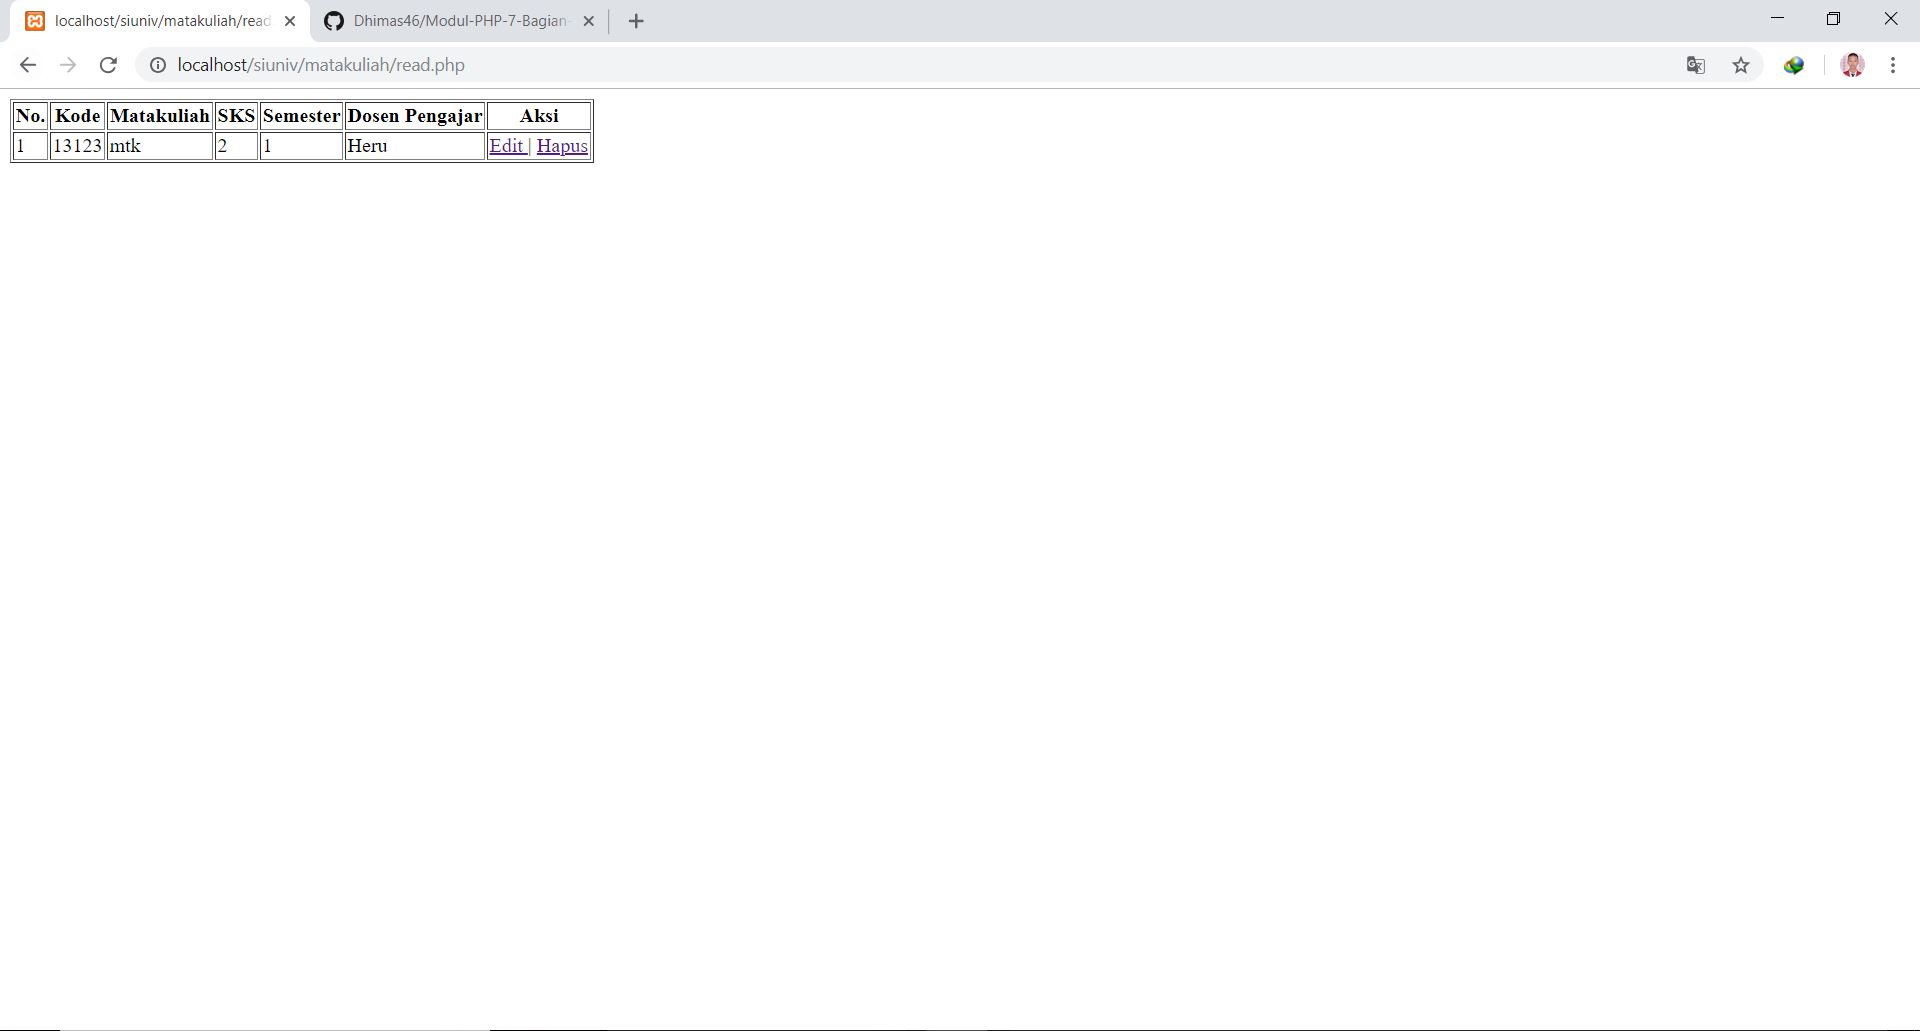 localhost/siuniv/matakuliah/read
Dhimas46/Modul-PHP-7-Bagian-
localhost/siuniv/matakuliah/read.php
No. Kode Matakuliah SKS Semester Dosen Pengajar Aksi
1 13123 mtk 2 1 Heru Edit | Hapus